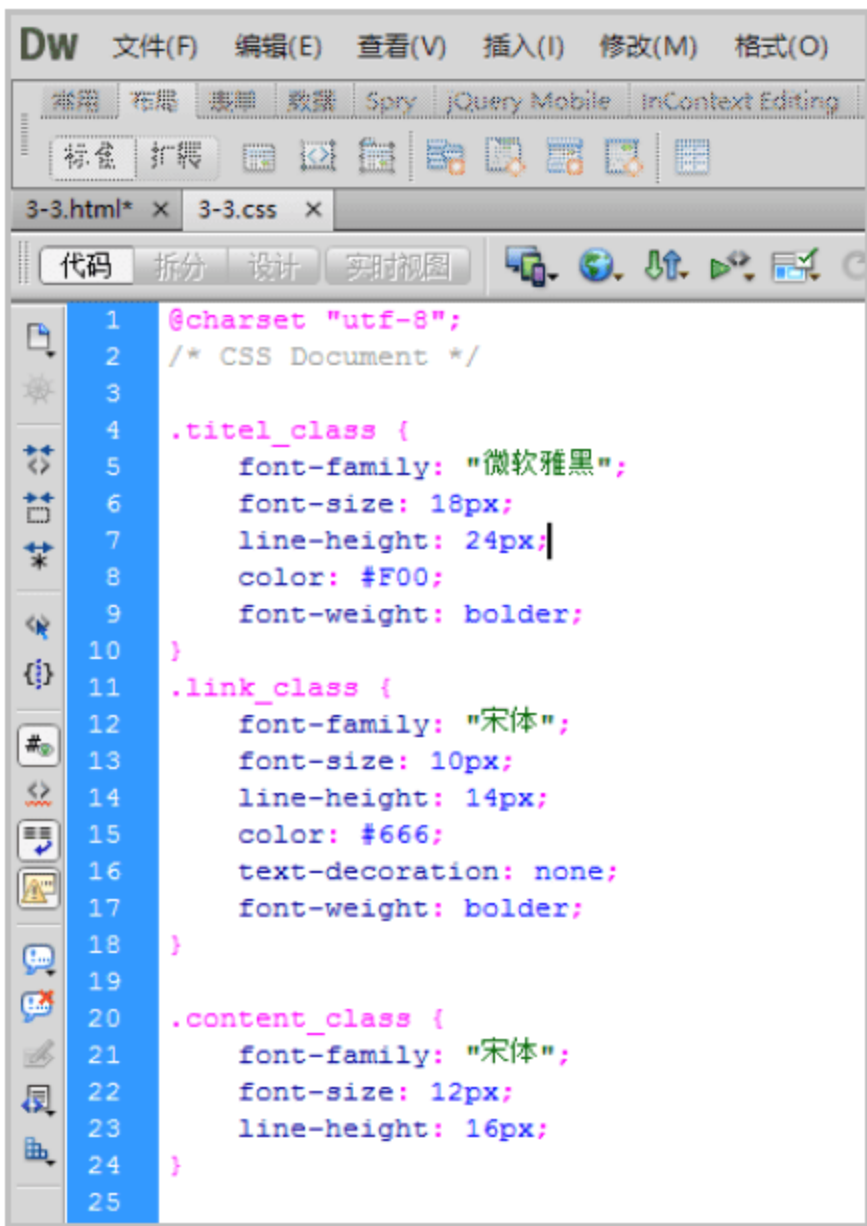 Dw 文件(F) 编辑(E) 查看(V) 插入(I) 修改(M) 格式(O)
常用 布局 表单 数据 Spry jQuery Mobile InContext Editing
标准 扩展
3-3.html* × 3-3.css ×
代码 拆分 设计 实时视图
1 @charset "utf-8";
2 /* CSS Document */
3
4 .titel_class {
5 font-family: "微软雅黑";
6 font-size: 18px;
7 line-height: 24px;
8 color: #F00;
9 font-weight: bolder;
10 }
11 .link_class {
12 font-family: "宋体";
13 font-size: 10px;
14 line-height: 14px;
15 color: #666;
16 text-decoration: none;
17 font-weight: bolder;
18 }
19
20 .content_class {
21 font-family: "宋体";
22 font-size: 12px;
23 line-height: 16px;
24 }
25